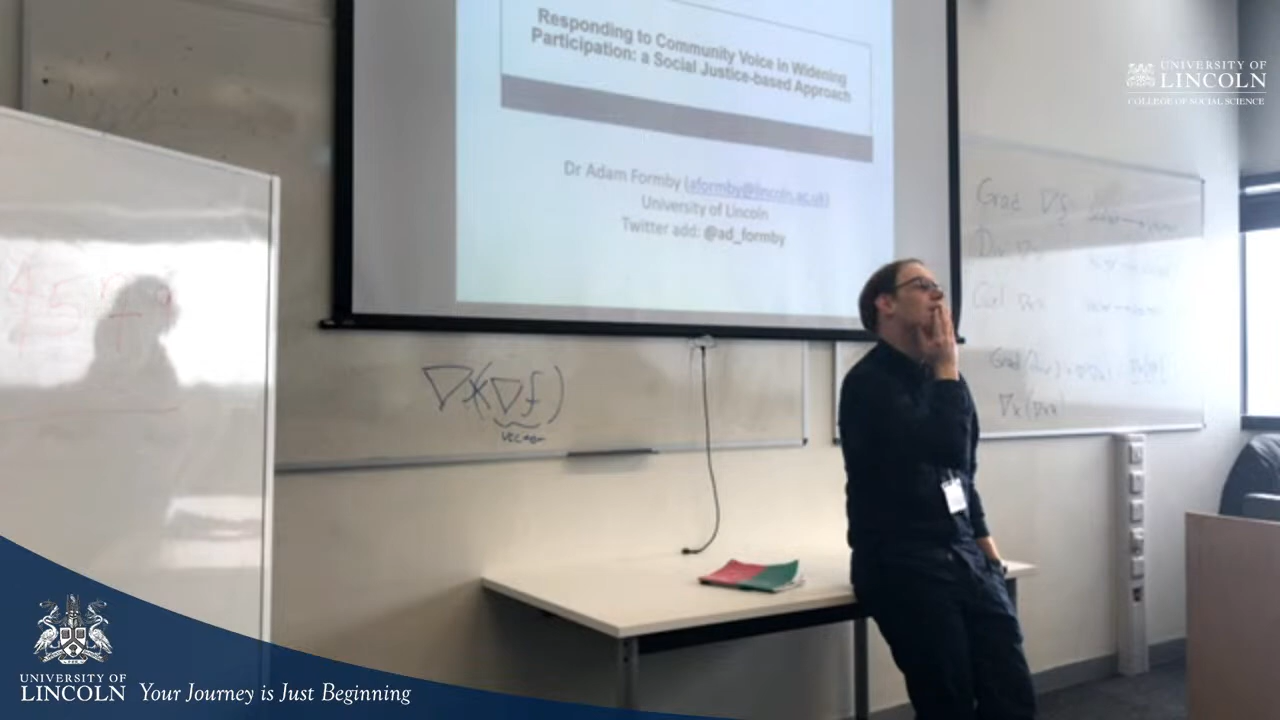 Responding to Community Voice in Widening
Participation: a Social Justice-based Approach
Dr Adam Formby (aformby@lincoln.ac.uk)
University of Lincoln
Twitter add: @ad_formby
UNIVERSITY OF
LINCOLN
COLLEGE OF SOCIAL SCIENCE
Grad ∇f
∇×(∇f)
vector
UNIVERSITY OF
LINCOLN
Your Journey is Just Beginning